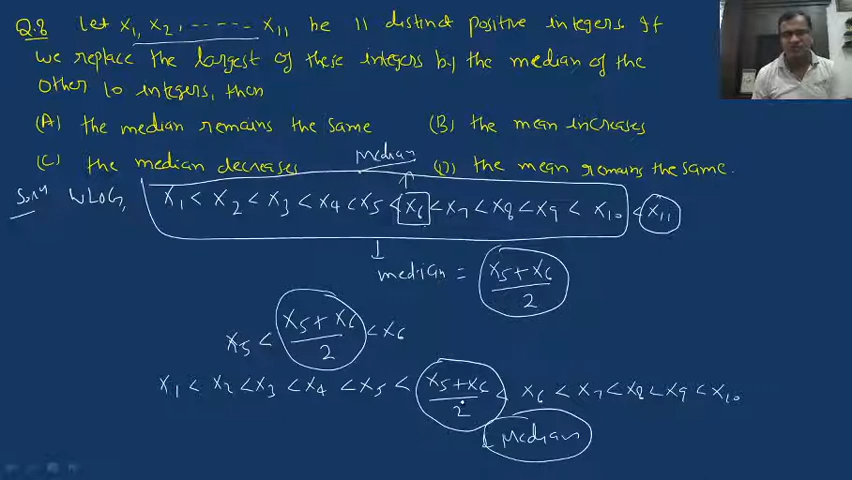 Q.8 Let x₁, x₂, ------ x₁₁ be 11 distinct positive integers. If
we replace the largest of these integers by the median of the
other 10 integers, then
(A) the median remains the same (B) the mean increases
(C) the median decreases (D) the mean remains the same.
median
Solⁿ WLOG, x₁ < x₂ < x₃ < x₄ < x₅ < x₆ < x₇ < x₈ < x₉ < x₁₀ < x₁₁
median = x₅+x₆/2
x₅ < x₅+x₆/2 < x₆
x₁ < x₂ < x₃ < x₄ < x₅ < x₅+x₆/2 < x₆ < x₇ < x₈ < x₉ < x₁₀
Median